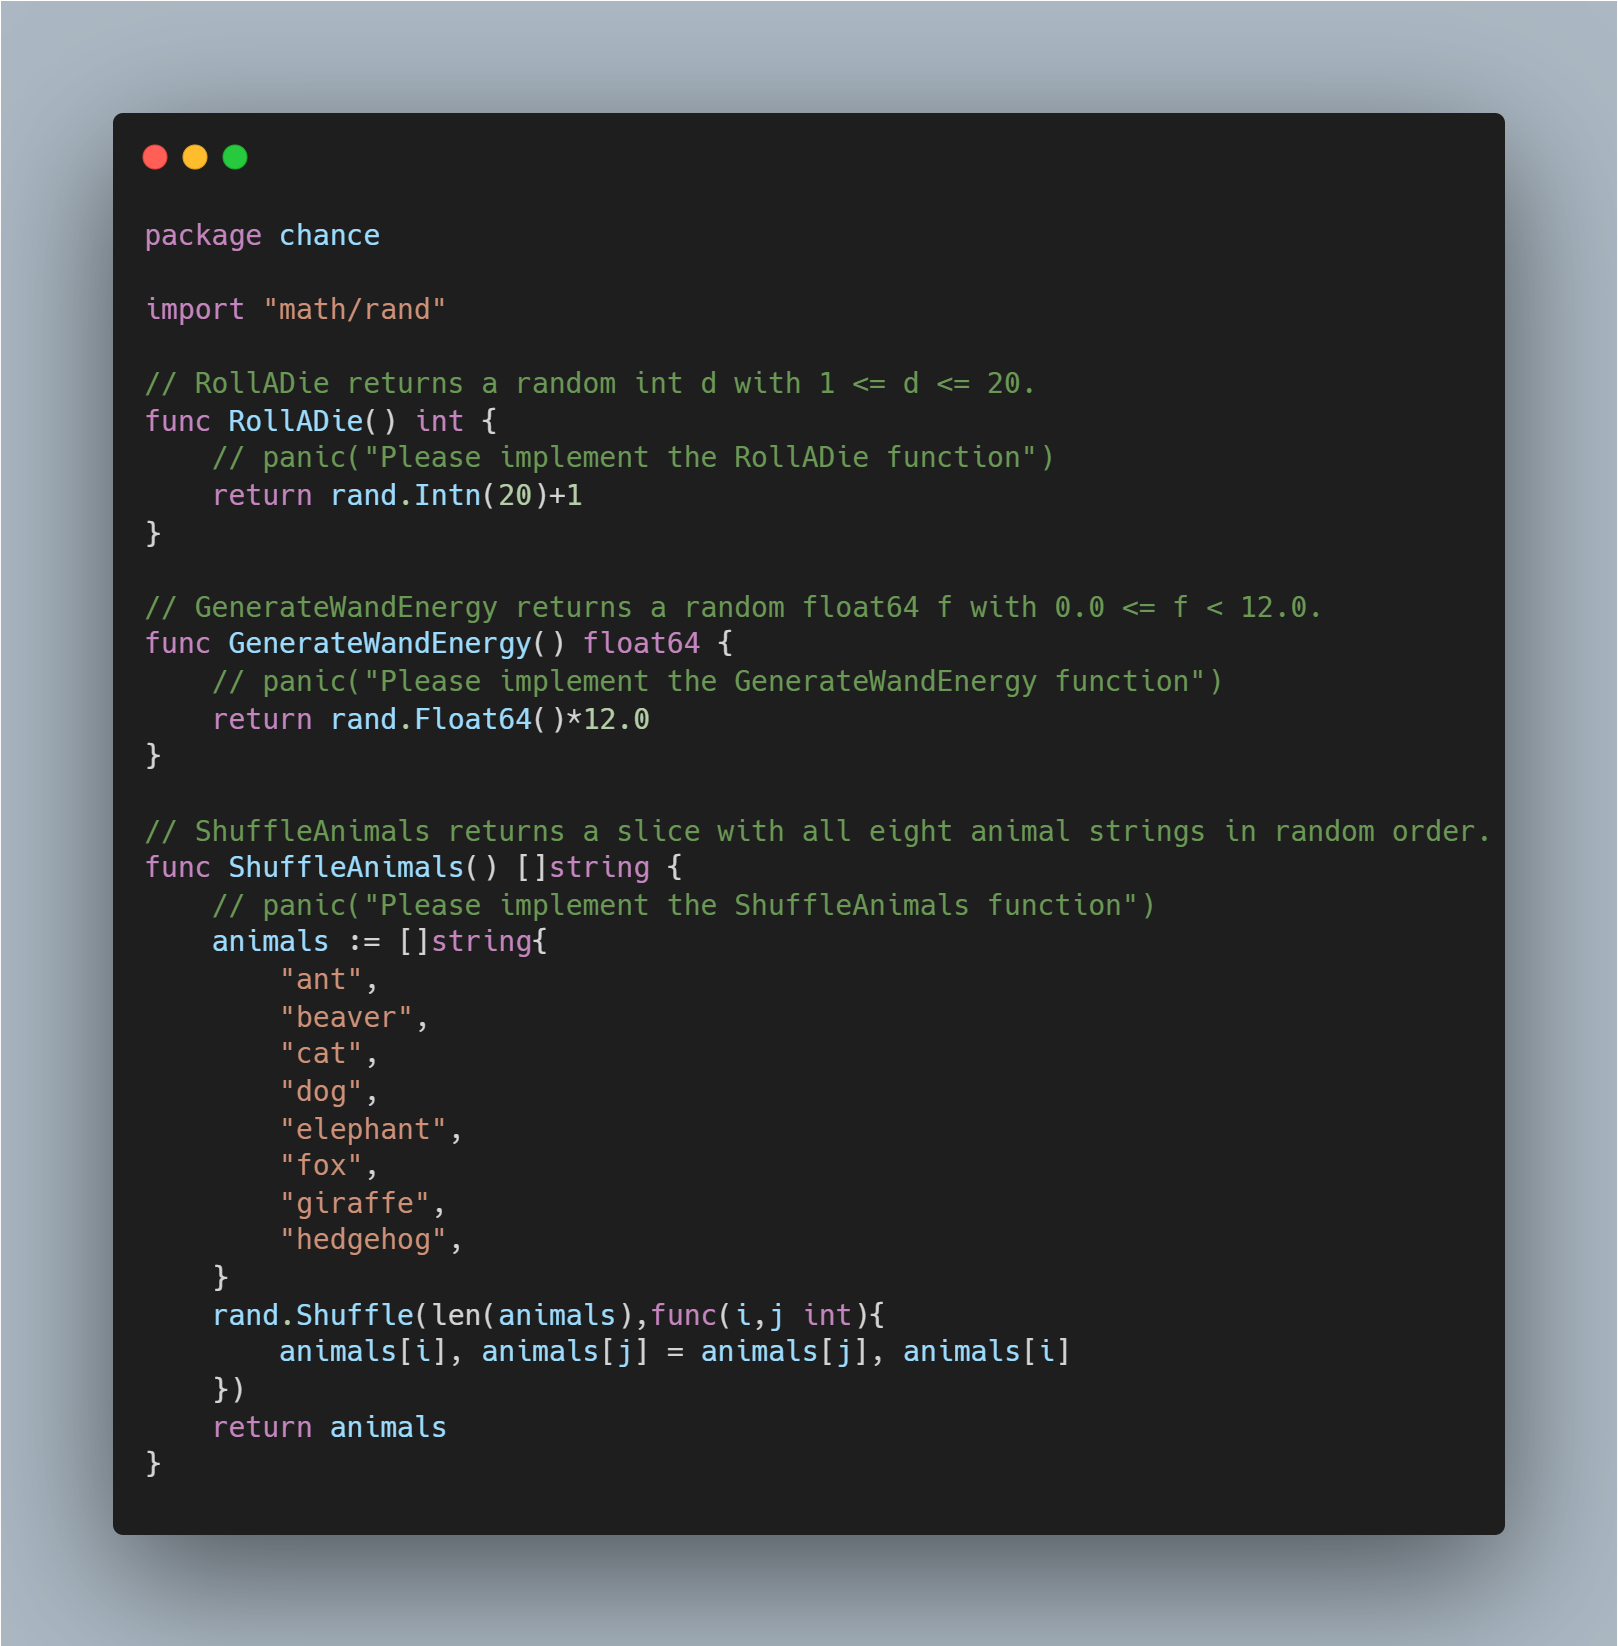 package chance

import "math/rand"

// RollADie returns a random int d with 1 <= d <= 20.
func RollADie() int {
    // panic("Please implement the RollADie function")
    return rand.Intn(20)+1
}

// GenerateWandEnergy returns a random float64 f with 0.0 <= f < 12.0.
func GenerateWandEnergy() float64 {
    // panic("Please implement the GenerateWandEnergy function")
    return rand.Float64()*12.0
}

// ShuffleAnimals returns a slice with all eight animal strings in random order.
func ShuffleAnimals() []string {
    // panic("Please implement the ShuffleAnimals function")
    animals := []string{
        "ant",
        "beaver",
        "cat",
        "dog",
        "elephant",
        "fox",
        "giraffe",
        "hedgehog",
    }
    rand.Shuffle(len(animals),func(i,j int){
        animals[i], animals[j] = animals[j], animals[i]
    })
    return animals
}